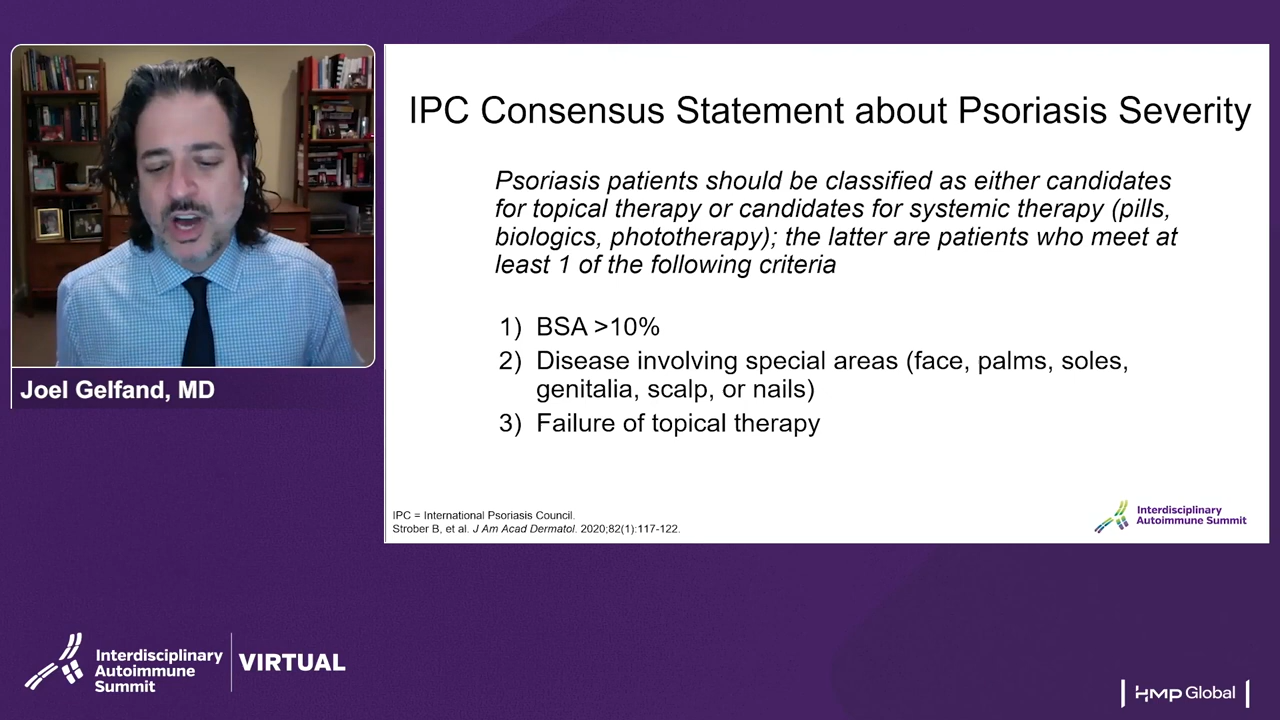 IPC Consensus Statement about Psoriasis Severity
Psoriasis patients should be classified as either candidates
for topical therapy or candidates for systemic therapy (pills,
biologics, phototherapy); the latter are patients who meet at
least 1 of the following criteria
1) BSA >10%
2) Disease involving special areas (face, palms, soles,
genitalia, scalp, or nails)
3) Failure of topical therapy
IPC = International Psoriasis Council.
Strober B, et al. J Am Acad Dermatol. 2020;82(1):117-122.
Interdisciplinary
Autoimmune Summit
Joel Gelfand, MD
Interdisciplinary
Autoimmune
Summit
VIRTUAL
HMP Global